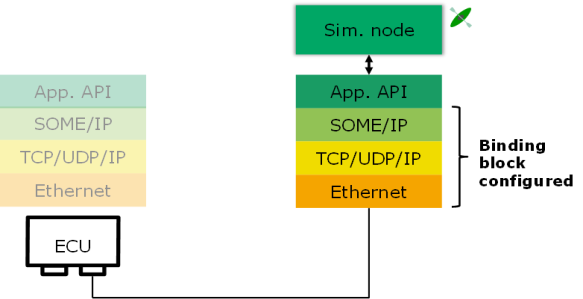 Sim. node
App. API
SOME/IP
TCP/UDP/IP
Ethernet
ECU
App. API
SOME/IP
TCP/UDP/IP
Ethernet
Binding
block
configured